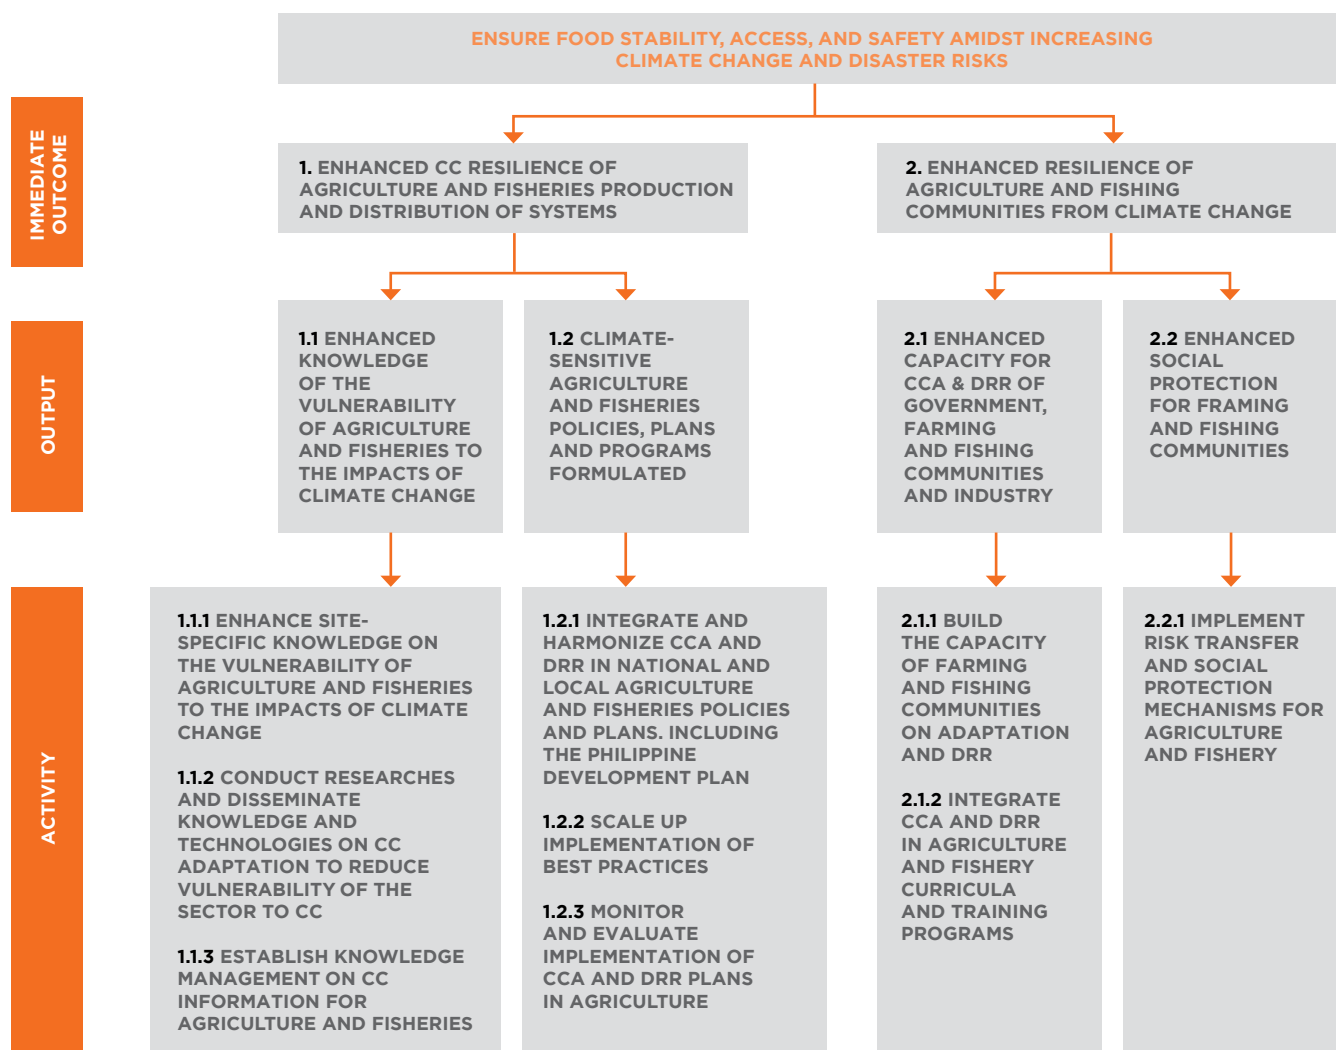 ENSURE FOOD STABILITY, ACCESS, AND SAFETY AMIDST INCREASING
CLIMATE CHANGE AND DISASTER RISKS
IMMEDIATE
OUTCOME
1. ENHANCED CC RESILIENCE OF
AGRICULTURE AND FISHERIES PRODUCTION
AND DISTRIBUTION OF SYSTEMS
2. ENHANCED RESILIENCE OF
AGRICULTURE AND FISHING
COMMUNITIES FROM CLIMATE CHANGE
OUTPUT
1.1 ENHANCED
KNOWLEDGE
OF THE
VULNERABILITY
OF AGRICULTURE
AND FISHERIES TO
THE IMPACTS OF
CLIMATE CHANGE
1.2 CLIMATE-
SENSITIVE
AGRICULTURE
AND FISHERIES
POLICIES, PLANS
AND PROGRAMS
FORMULATED
2.1 ENHANCED
CAPACITY FOR
CCA & DRR OF
GOVERNMENT,
FARMING
AND FISHING
COMMUNITIES
AND INDUSTRY
2.2 ENHANCED
SOCIAL
PROTECTION
FOR FRAMING
AND FISHING
COMMUNITIES
ACTIVITY
1.1.1 ENHANCE SITE-
SPECIFIC KNOWLEDGE ON
THE VULNERABILITY OF
AGRICULTURE AND FISHERIES
TO THE IMPACTS OF CLIMATE
CHANGE
1.1.2 CONDUCT RESEARCHES
AND DISSEMINATE
KNOWLEDGE AND
TECHNOLOGIES ON CC
ADAPTATION TO REDUCE
VULNERABILITY OF THE
SECTOR TO CC
1.1.3 ESTABLISH KNOWLEDGE
MANAGEMENT ON CC
INFORMATION FOR
AGRICULTURE AND FISHERIES
1.2.1 INTEGRATE AND
HARMONIZE CCA AND
DRR IN NATIONAL AND
LOCAL AGRICULTURE
AND FISHERIES POLICIES
AND PLANS. INCLUDING
THE PHILIPPINE
DEVELOPMENT PLAN
1.2.2 SCALE UP
IMPLEMENTATION OF
BEST PRACTICES
1.2.3 MONITOR
AND EVALUATE
IMPLEMENTATION OF
CCA AND DRR PLANS
IN AGRICULTURE
2.1.1 BUILD
THE CAPACITY
OF FARMING
AND FISHING
COMMUNITIES
ON ADAPTATION
AND DRR
2.1.2 INTEGRATE
CCA AND DRR
IN AGRICULTURE
AND FISHERY
CURRICULA
AND TRAINING
PROGRAMS
2.2.1 IMPLEMENT
RISK TRANSFER
AND SOCIAL
PROTECTION
MECHANISMS FOR
AGRICULTURE
AND FISHERY